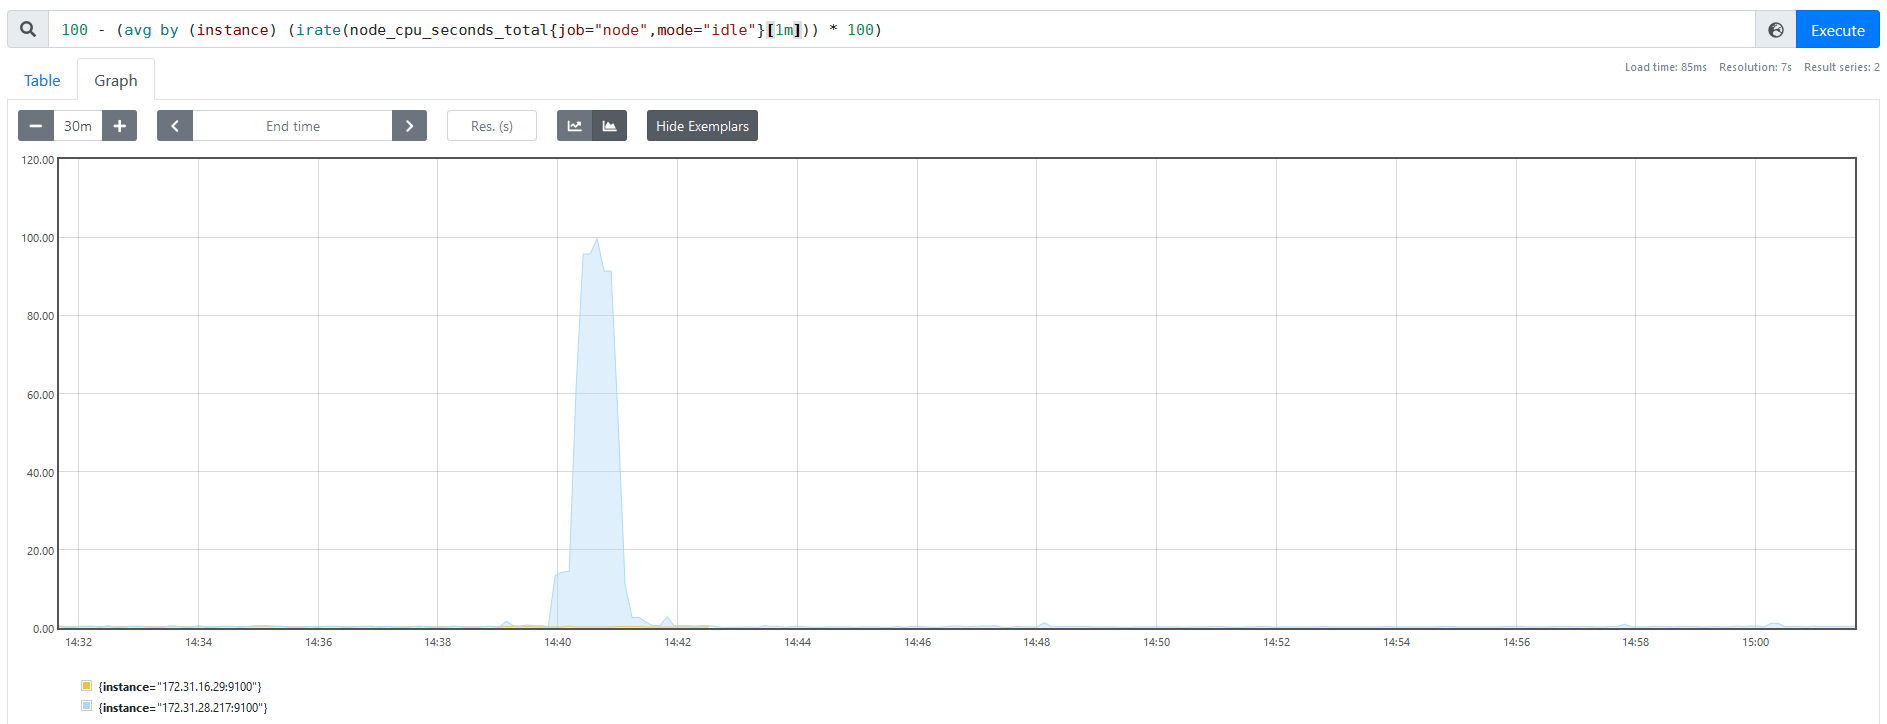 100 - (avg by (instance) (irate(node_cpu_seconds_total{job="node",mode="idle"}[1m])) * 100)
Execute
Load time: 85ms Resolution: 7s Result series: 2
Table
Graph
30m
End time
Res. (s)
Hide Exemplars
120.00
100.00
80.00
60.00
40.00
20.00
0.00
14:32 14:34 14:36 14:38 14:40 14:42 14:44 14:46 14:48 14:50 14:52 14:54 14:56 14:58 15:00
{instance="172.31.16.29:9100"}
{instance="172.31.28.217:9100"}